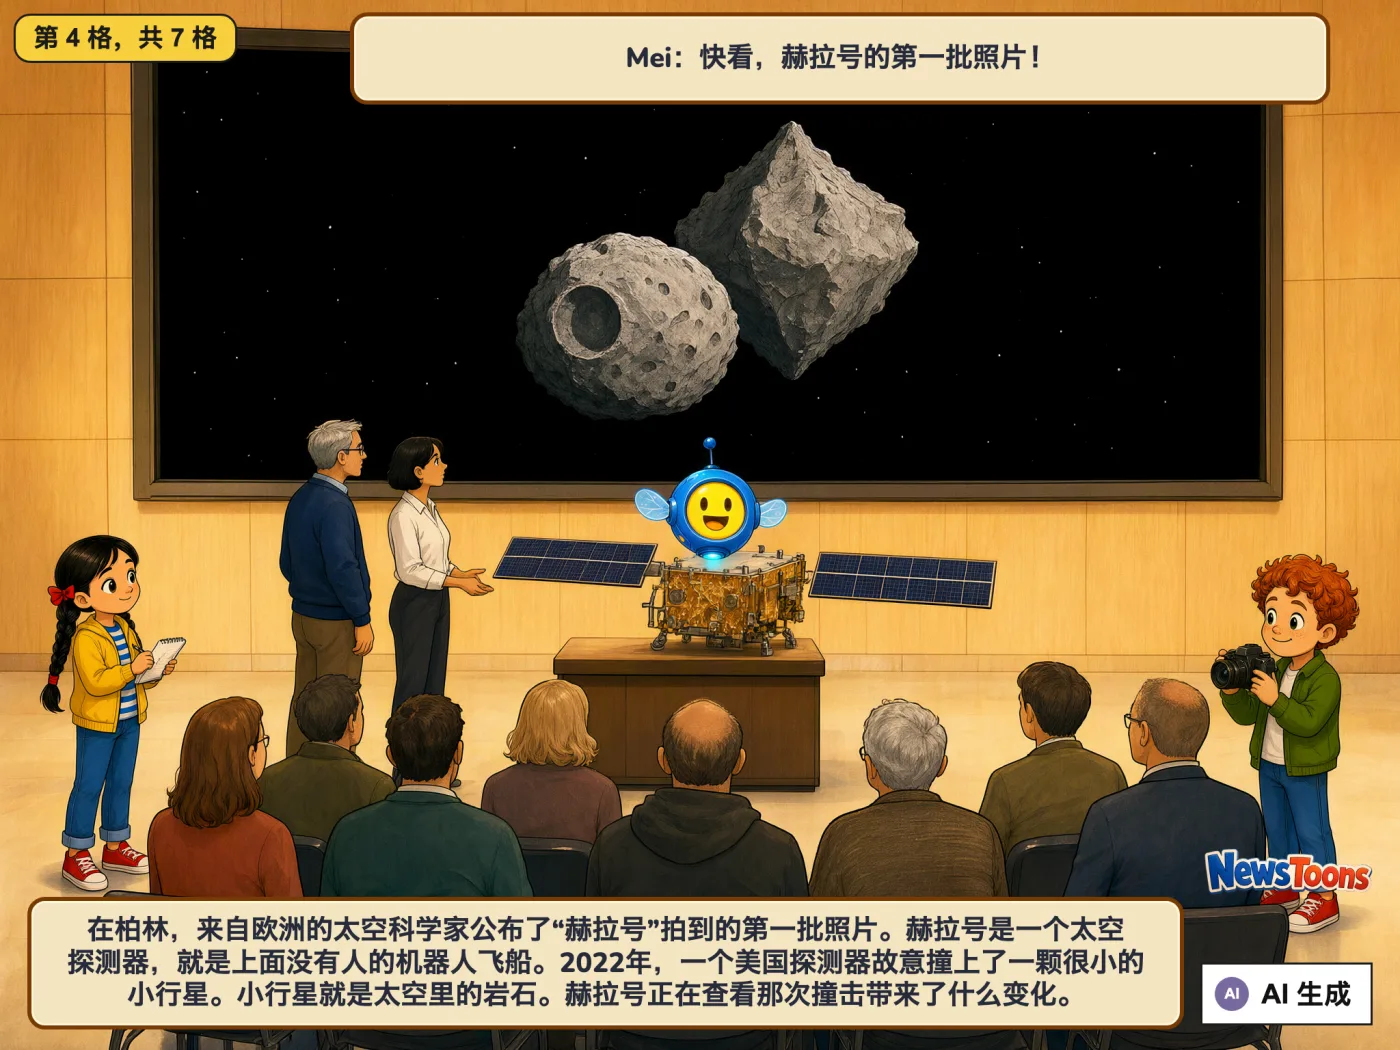 第 4 格，共 7 格
Mei：快看，赫拉号的第一批照片！
在柏林，来自欧洲的太空科学家公布了“赫拉号”拍到的第一批照片。赫拉号是一个太空
探测器，就是上面没有人的机器人飞船。2022年，一个美国探测器故意撞上了一颗很小的
小行星。小行星就是太空里的岩石。赫拉号正在查看那次撞击带来了什么变化。
NewsToons
AI AI 生成